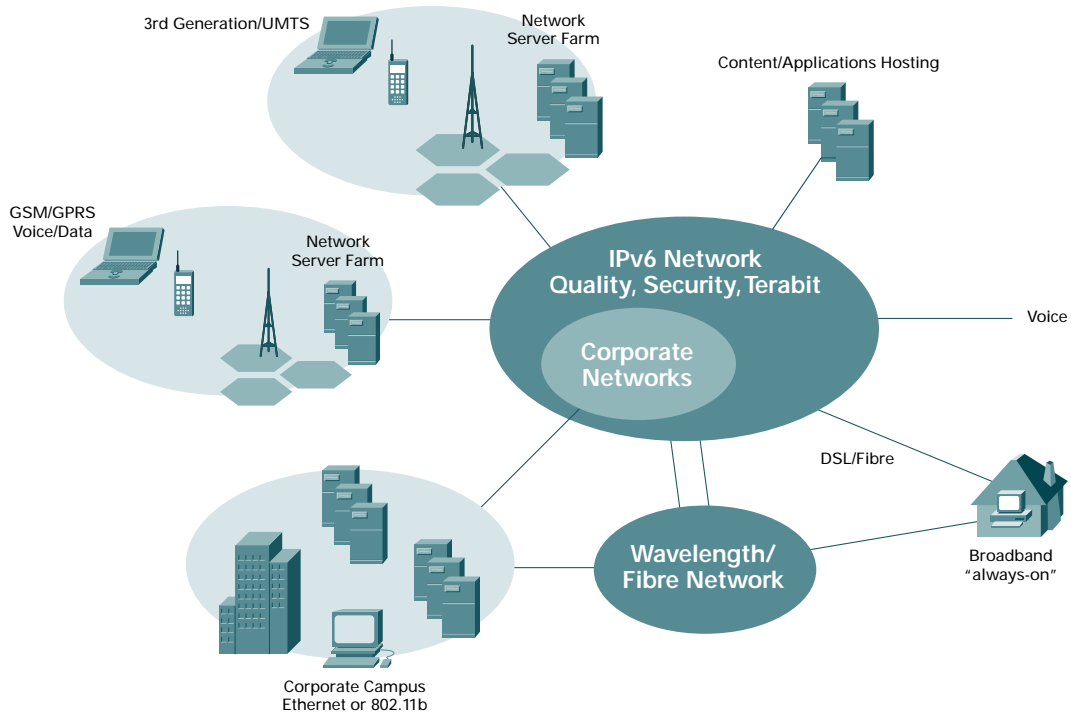 3rd Generation/UMTS
Network
Server Farm
Content/Applications Hosting
GSM/GPRS
Voice/Data
Network
Server Farm
IPv6 Network
Quality, Security, Terabit
Voice
Corporate
Networks
DSL/Fibre
Wavelength/
Fibre Network
Broadband
“always-on”
Corporate Campus
Ethernet or 802.11b